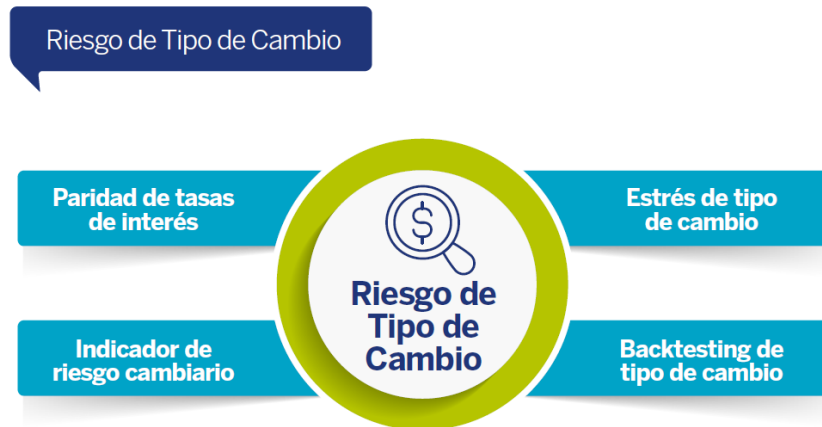 Riesgo de Tipo de Cambio
Paridad de tasas
de interés
Estrés de tipo
de cambio
$
Riesgo de
Tipo de
Cambio
Indicador de
riesgo cambiario
Backtesting de
tipo de cambio